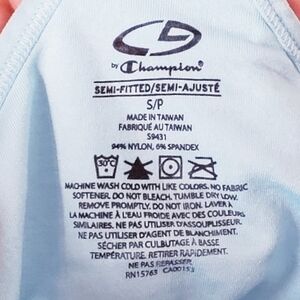 C9
by Champion
SEMI-FITTED/SEMI-AJUSTÉ
S/P
MADE IN TAIWAN
FABRIQUÉ AU TAIWAN
S9431
94% NYLON, 6% SPANDEX
30°
MACHINE WASH COLD WITH LIKE COLORS. NO FABRIC
SOFTENER. DO NOT BLEACH. TUMBLE DRY LOW.
REMOVE PROMPTLY. DO NOT IRON. LAVER À
LA MACHINE À L'EAU FROIDE AVEC DES COULEURS
SIMILAIRES. NE PAS UTILISER D'ASSOUPLISSEUR.
NE PAS UTILISER D'AGENT DE BLANCHIMENT.
SÉCHER PAR CULBUTAGE À BASSE
TEMPÉRATURE. RETIRER RAPIDEMENT.
NE PAS REPASSER.
RN15763 CA00153